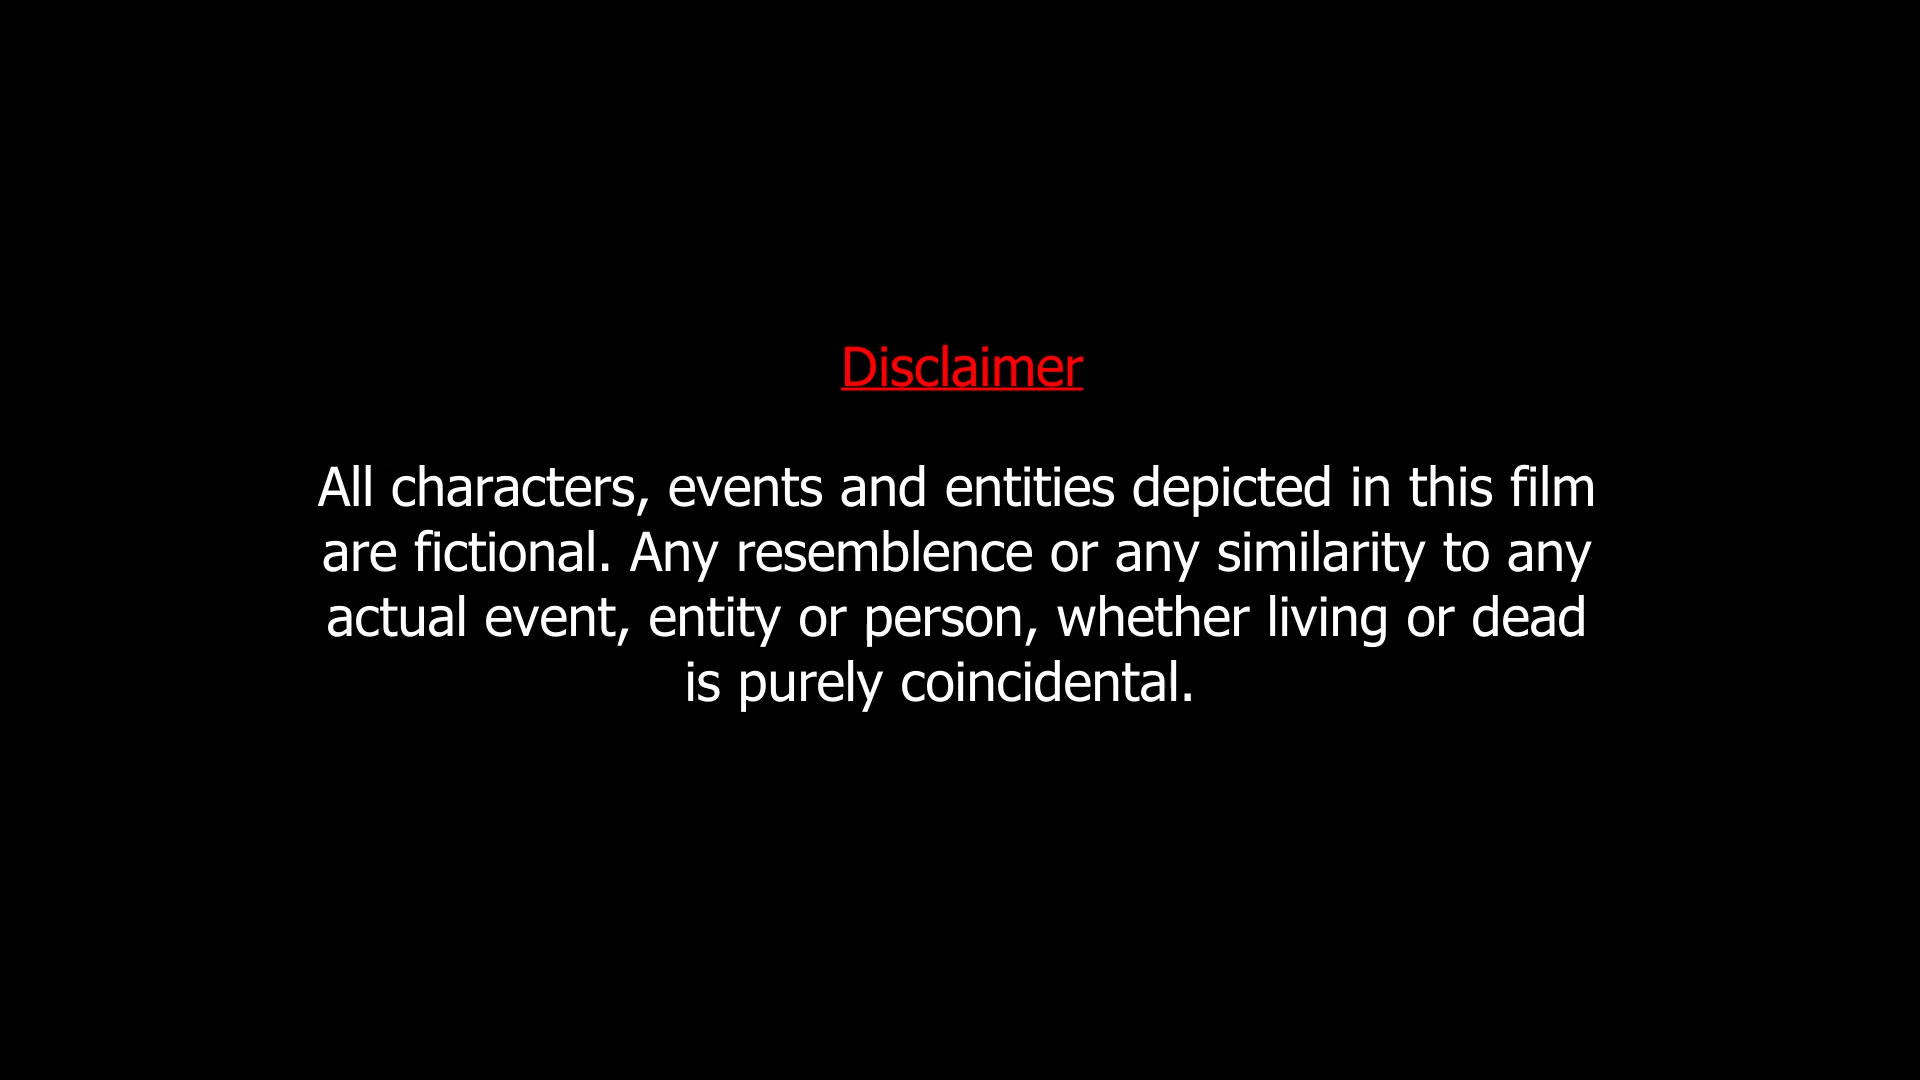 Disclaimer
All characters, events and entities depicted in this film
are fictional. Any resemblence or any similarity to any
actual event, entity or person, whether living or dead
is purely coincidental.